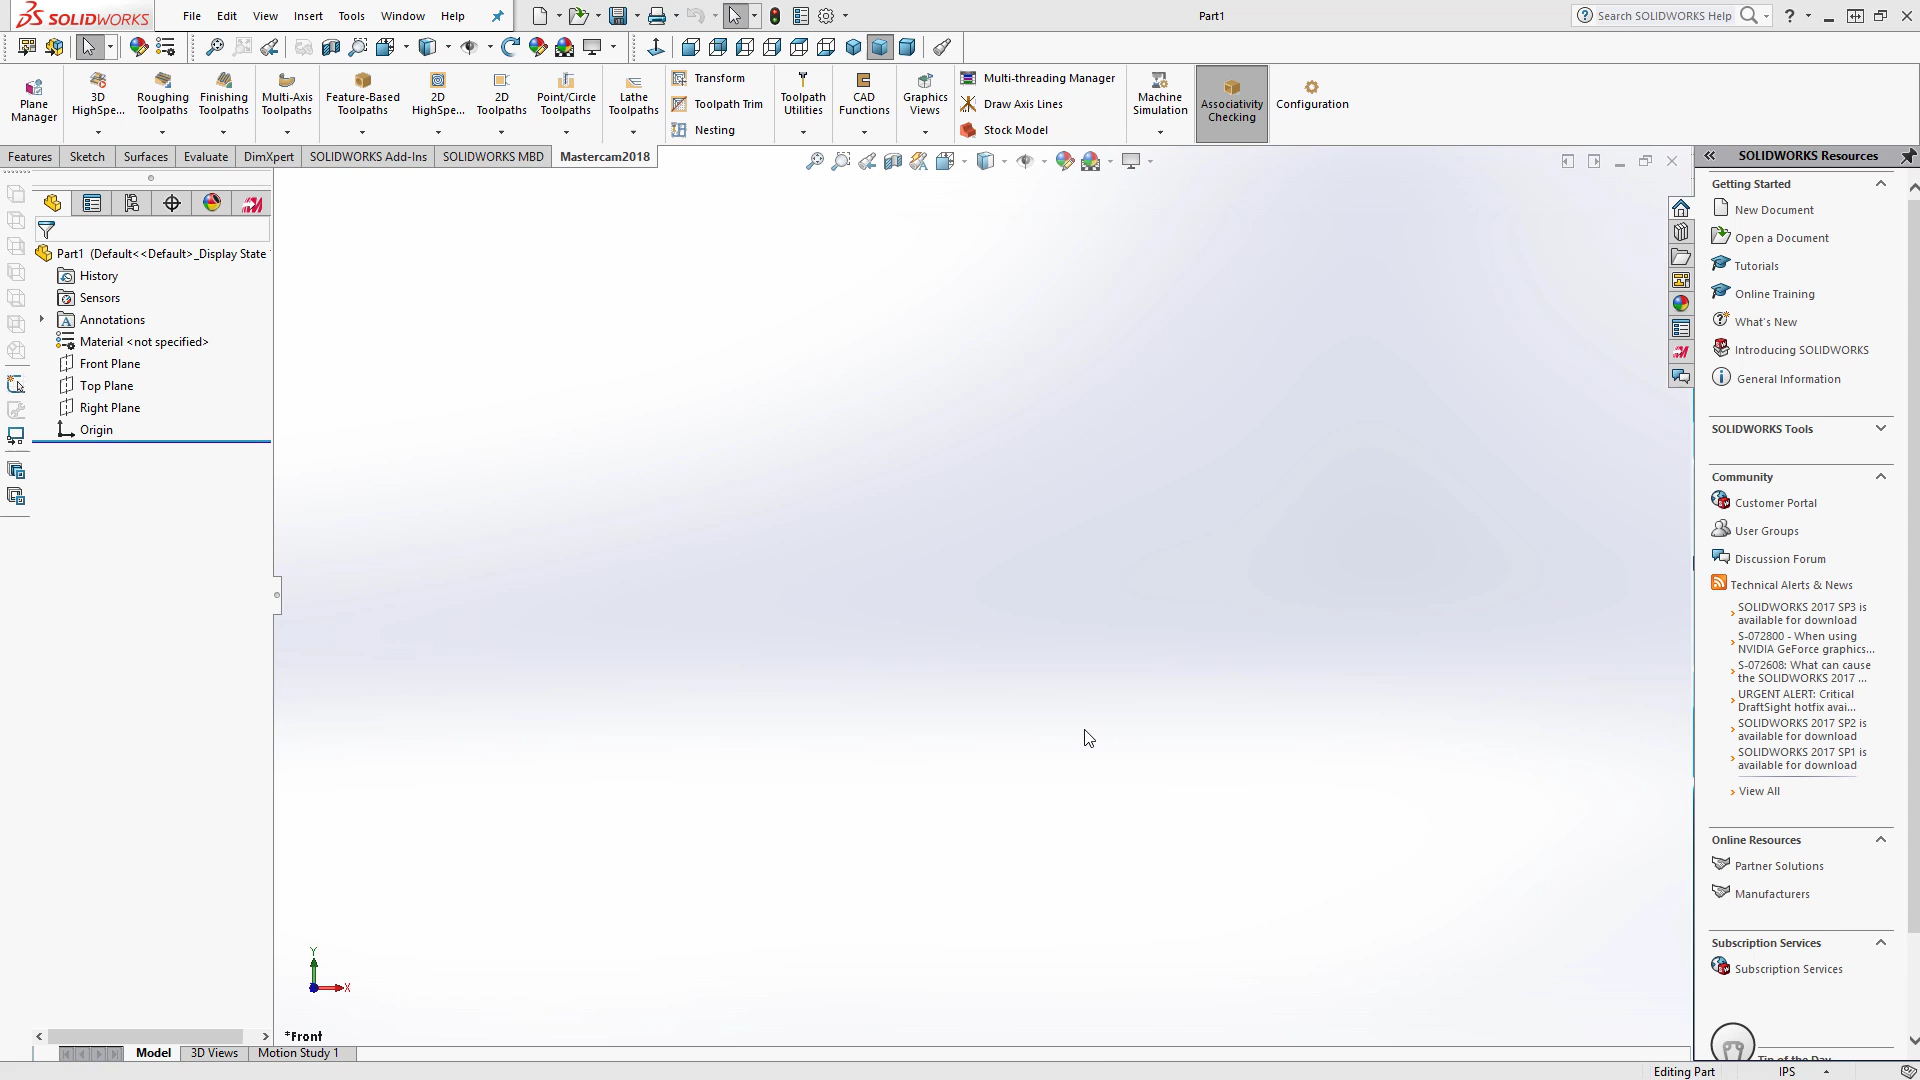 SOLIDWORKS
File Edit View Insert Tools Window Help
Part1
Search SOLIDWORKS Help
?
Plane
Manager
3D
HighSpe...
Roughing
Toolpaths
Finishing
Toolpaths
Multi-Axis
Toolpaths
Feature-Based
Toolpaths
2D
HighSpe...
2D
Toolpaths
Point/Circle
Toolpaths
Lathe
Toolpaths
Transform
Toolpath Trim
Nesting
Toolpath
Utilities
CAD
Functions
Graphics
Views
Multi-threading Manager
Draw Axis Lines
Stock Model
Machine
Simulation
Associativity
Checking
Configuration
Features Sketch Surfaces Evaluate DimXpert SOLIDWORKS Add-Ins SOLIDWORKS MBD Mastercam2018
Part1 (Default<<Default>_Display State
History
Sensors
Annotations
Material <not specified>
Front Plane
Top Plane
Right Plane
Origin
Y
X
*Front
Model 3D Views Motion Study 1
SOLIDWORKS Resources
Getting Started
New Document
Open a Document
Tutorials
Online Training
What's New
Introducing SOLIDWORKS
General Information
SOLIDWORKS Tools
Community
Customer Portal
User Groups
Discussion Forum
Technical Alerts & News
SOLIDWORKS 2017 SP3 is
available for download
S-072800 - When using
NVIDIA GeForce graphics...
S-072608: What can cause
the SOLIDWORKS 2017 ...
URGENT ALERT: Critical
DraftSight hotfix avai...
SOLIDWORKS 2017 SP2 is
available for download
SOLIDWORKS 2017 SP1 is
available for download
View All
Online Resources
Partner Solutions
Manufacturers
Subscription Services
Subscription Services
Tip of the Day
Editing Part IPS